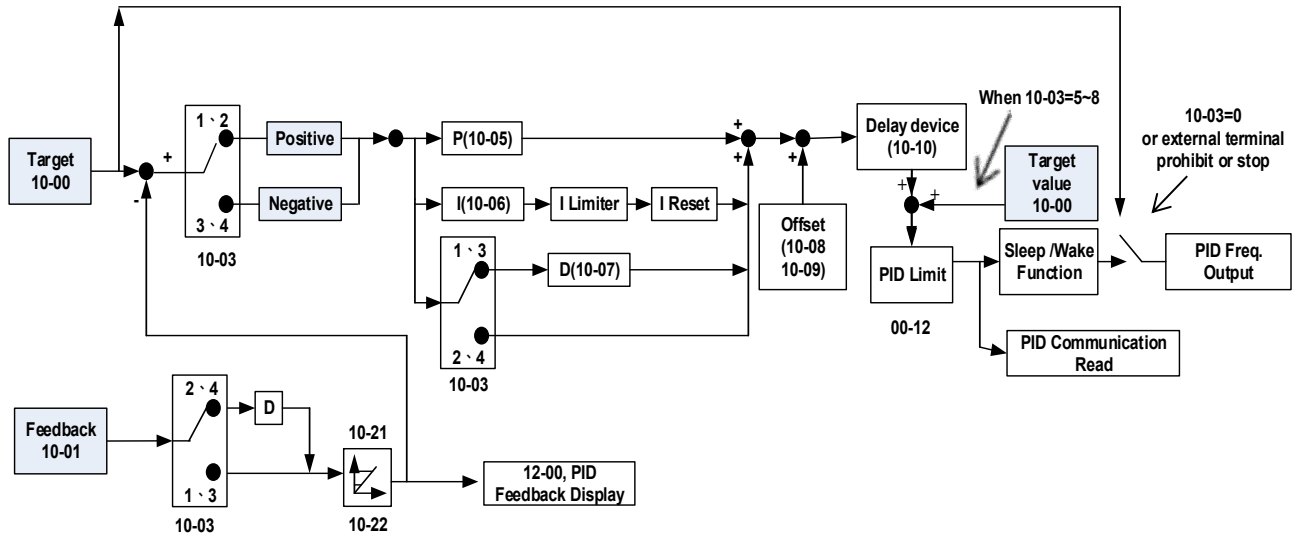 When 10-03=5~8
10-03=0
or external terminal
prohibit or stop
Target
10-00
+
-
1、2
3、4
10-03
Positive
Negative
P(10-05)
I(10-06)
I Limiter
I Reset
1、3
D(10-07)
2、4
10-03
+
+
+
Offset
(10-08
10-09)
Delay device
(10-10)
+
+
Target
value
10-00
PID Limit
00-12
Sleep /Wake
Function
PID Freq.
Output
PID Communication
Read
Feedback
10-01
2、4
D
1、3
10-03
10-21
10-22
12-00, PID
Feedback Display